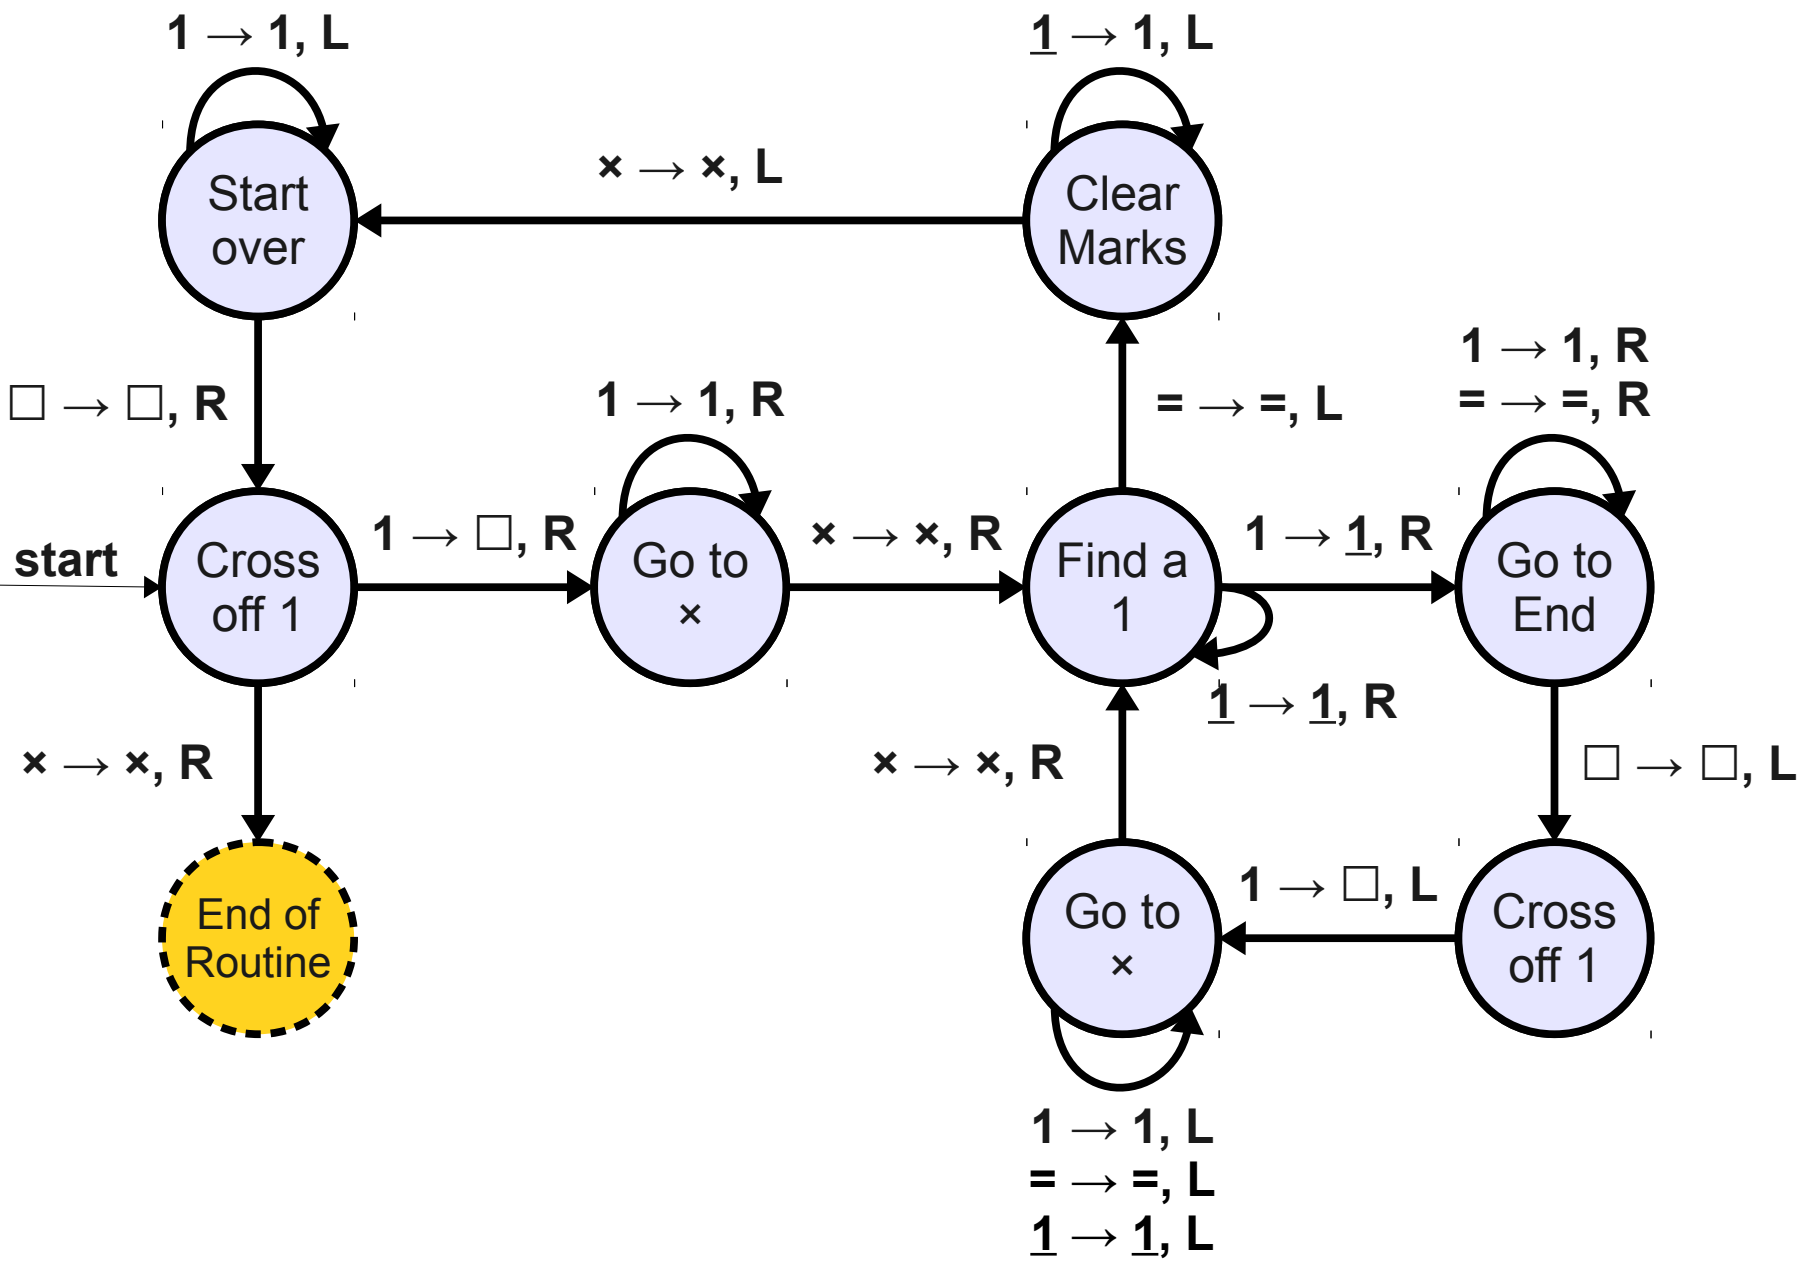 1 → 1, L
1 → 1, L
Start
over
× → ×, L
Clear
Marks
□ → □, R
1 → 1, R
= → =, L
1 → 1, R
= → =, R
start
Cross
off 1
1 → □, R
Go to
×
× → ×, R
Find a
1
1 → 1, R
Go to
End
1 → 1, R
× → ×, R
× → ×, R
□ → □, L
End of
Routine
Go to
×
1 → □, L
Cross
off 1
1 → 1, L
= → =, L
1 → 1, L